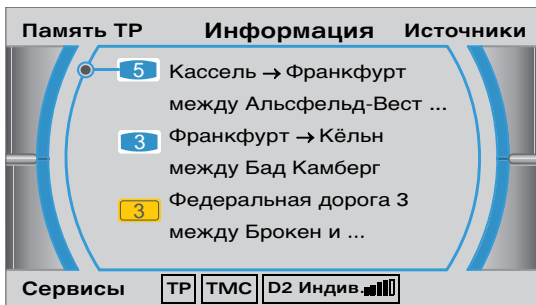 Память TP Информация Источники
5 Кассель → Франкфурт
между Альсфельд-Вест ...
3 Франкфурт → Кёльн
между Бад Камберг
3 Федеральная дорога 3
между Брокен и ...
Сервисы TP TMC D2 Индив.